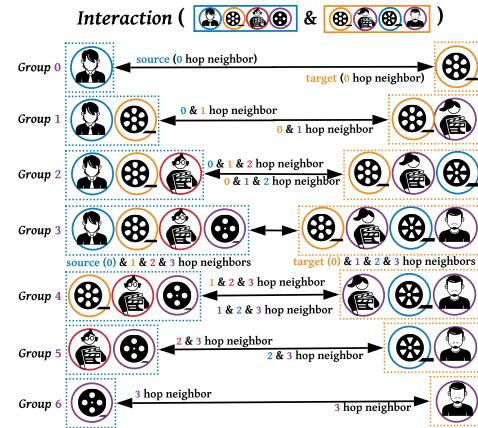 Interaction ( & )
Group 0
source (0 hop neighbor)
target (0 hop neighbor)
Group 1
0 & 1 hop neighbor
0 & 1 hop neighbor
Group 2
0 & 1 & 2 hop neighbor
0 & 1 & 2 hop neighbor
Group 3
source (0) & 1 & 2 & 3 hop neighbors
target (0) & 1 & 2 & 3 hop neighbors
Group 4
1 & 2 & 3 hop neighbor
1 & 2 & 3 hop neighbor
Group 5
2 & 3 hop neighbor
2 & 3 hop neighbor
Group 6
3 hop neighbor
3 hop neighbor